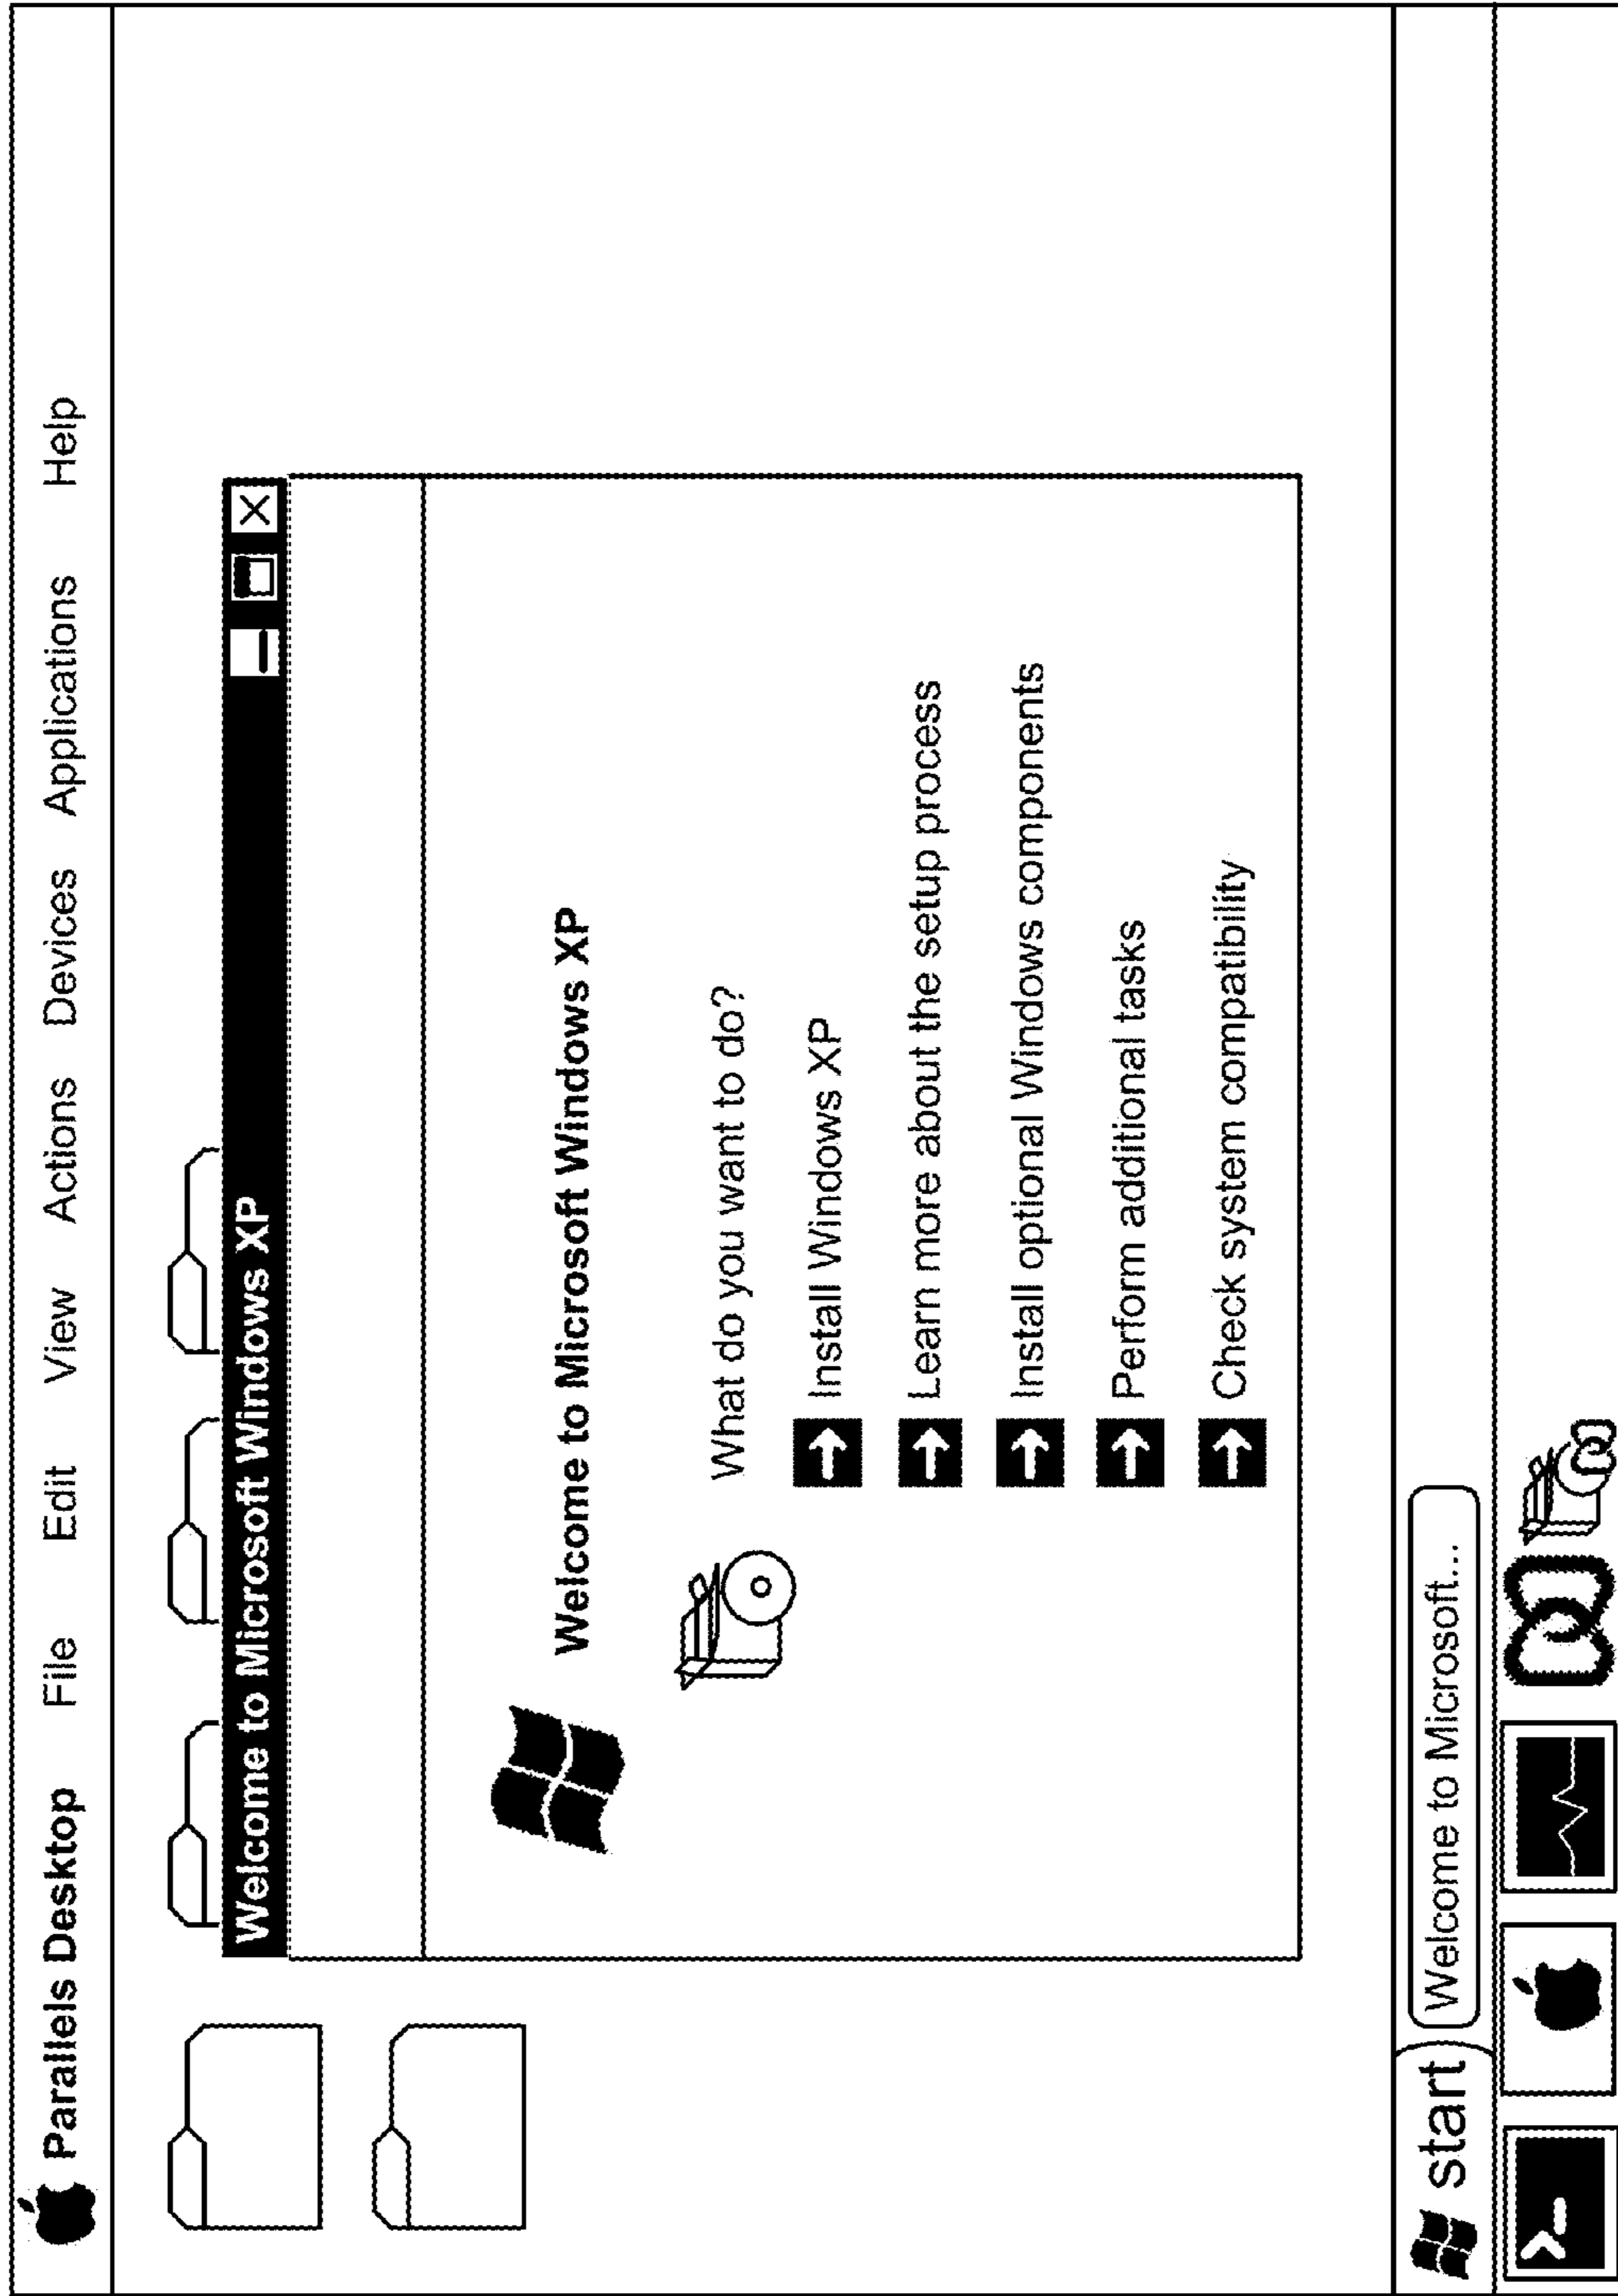 Parallels Desktop File Edit View Actions Devices Applications Help
Welcome to Microsoft Windows XP
Welcome to Microsoft Windows XP
What do you want to do?
Install Windows XP
Learn more about the setup process
Install optional Windows components
Perform additional tasks
Check system compatibility
start Welcome to Microsoft...